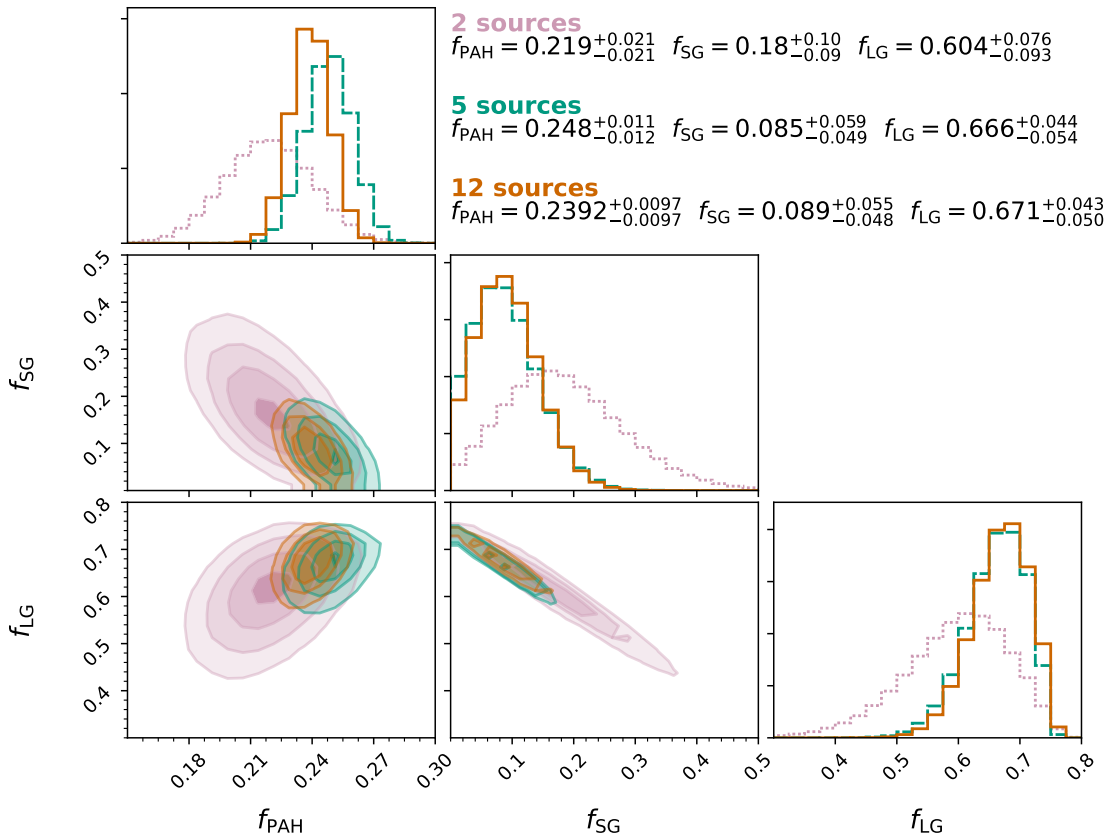 2 sources
f_PAH = 0.219^{+0.021}_{-0.021} f_SG = 0.18^{+0.10}_{-0.09} f_LG = 0.604^{+0.076}_{-0.093}
5 sources
f_PAH = 0.248^{+0.011}_{-0.012} f_SG = 0.085^{+0.059}_{-0.049} f_LG = 0.666^{+0.044}_{-0.054}
12 sources
f_PAH = 0.2392^{+0.0097}_{-0.0097} f_SG = 0.089^{+0.055}_{-0.048} f_LG = 0.671^{+0.043}_{-0.050}
0.5
0.4
0.3
0.2
0.1
f_SG
0.8
0.7
0.6
0.5
0.4
f_LG
0.18 0.21 0.24 0.27 0.30
0.1 0.2 0.3 0.4 0.5
0.4 0.5 0.6 0.7 0.8
f_PAH f_SG f_LG